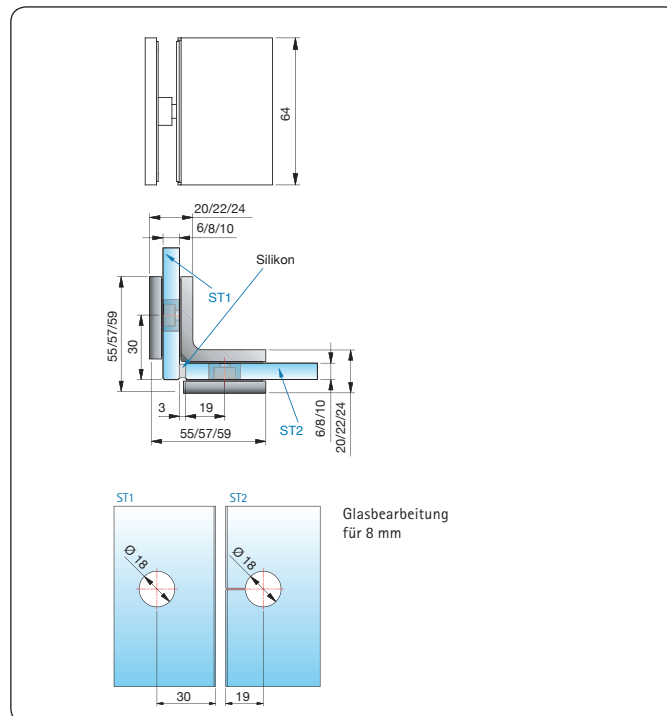 64
20/22/24
6/8/10
Silikon
ST1
55/57/59
30
3
19
ST2
6/8/10
20/22/24
55/57/59
ST1
ST2
Glasbearbeitung
für 8 mm
Ø 18
Ø 18
30
19